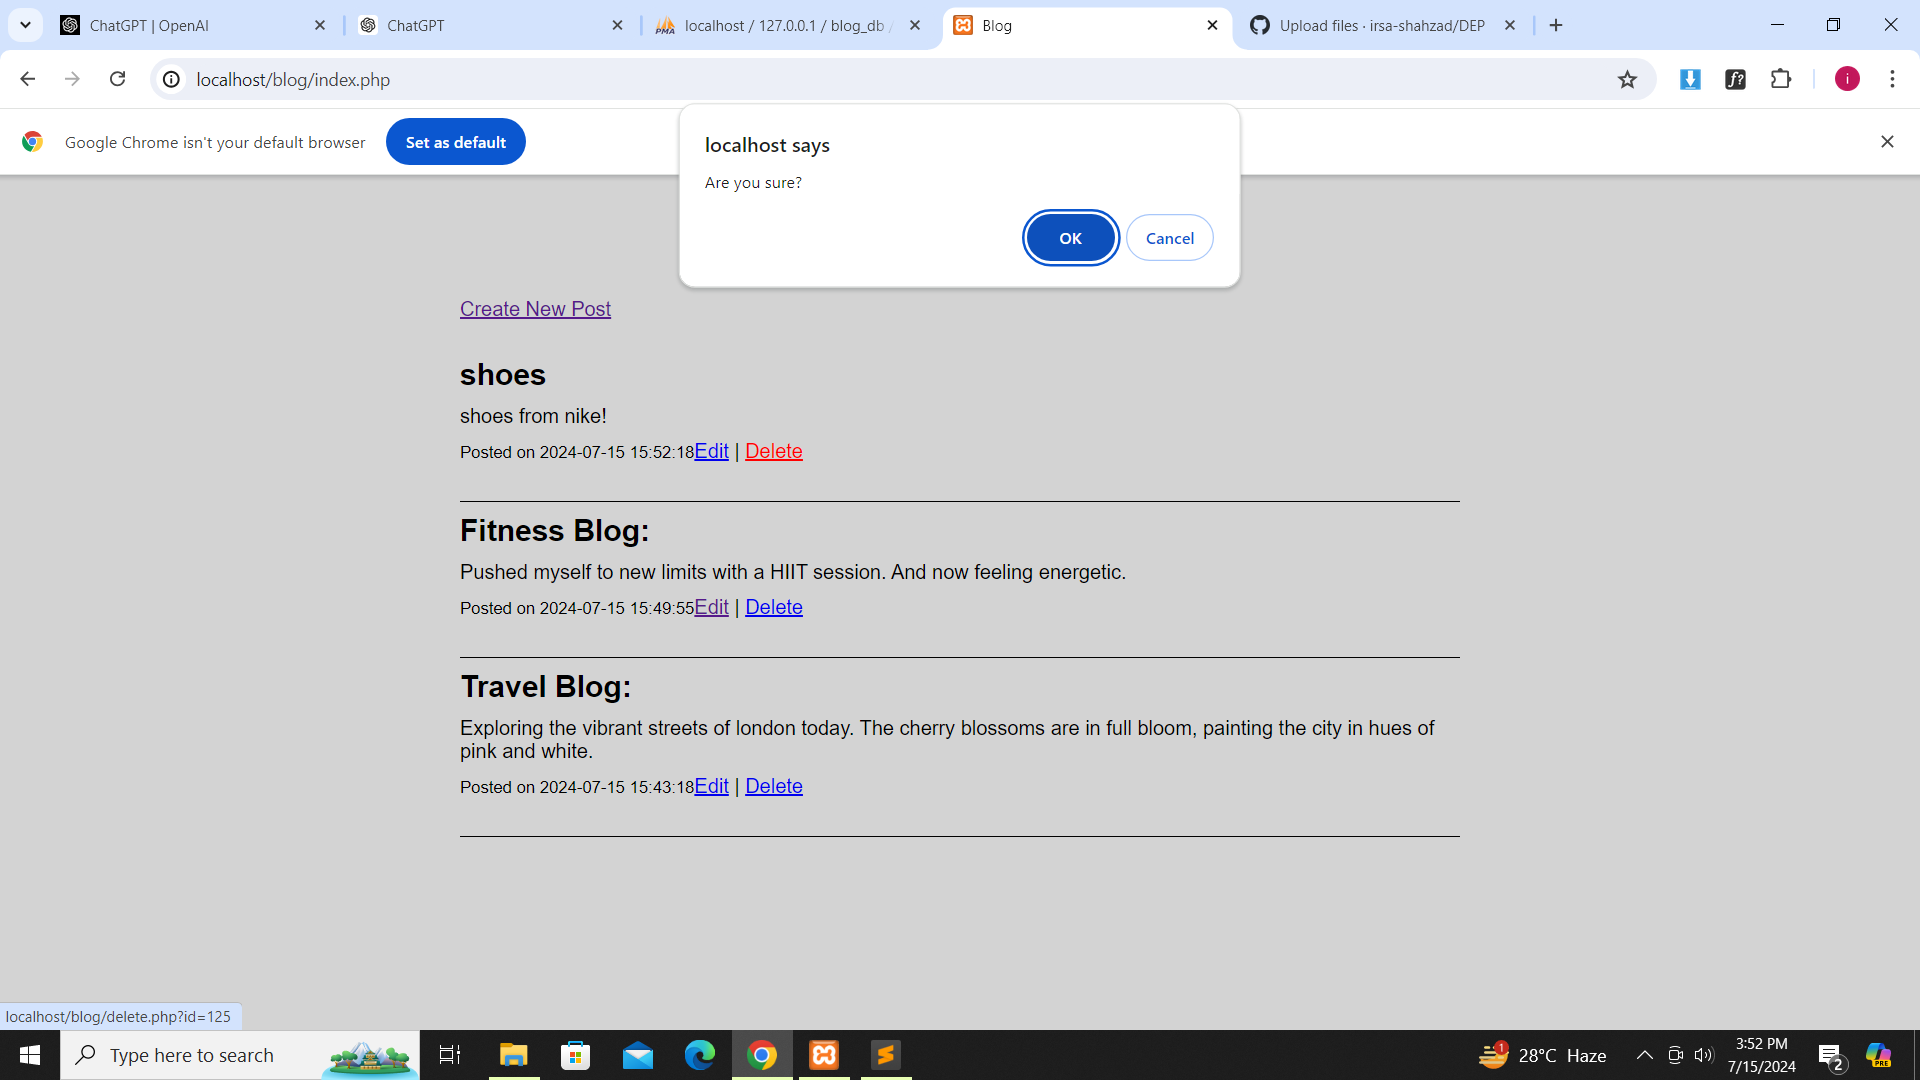 ChatGPT | OpenAI
ChatGPT
localhost / 127.0.0.1 / blog_db /
Blog
Upload files · irsa-shahzad/DEP
localhost/blog/index.php
f?
i
Google Chrome isn't your default browser
Set as default
localhost says
Are you sure?
OK
Cancel
Create New Post
shoes
shoes from nike!
Posted on 2024-07-15 15:52:18Edit | Delete
Fitness Blog:
Pushed myself to new limits with a HIIT session. And now feeling energetic.
Posted on 2024-07-15 15:49:55Edit | Delete
Travel Blog:
Exploring the vibrant streets of london today. The cherry blossoms are in full bloom, painting the city in hues of
pink and white.
Posted on 2024-07-15 15:43:18Edit | Delete
localhost/blog/delete.php?id=125
Type here to search
1
28°C Haze
3:52 PM
7/15/2024
2
PRE